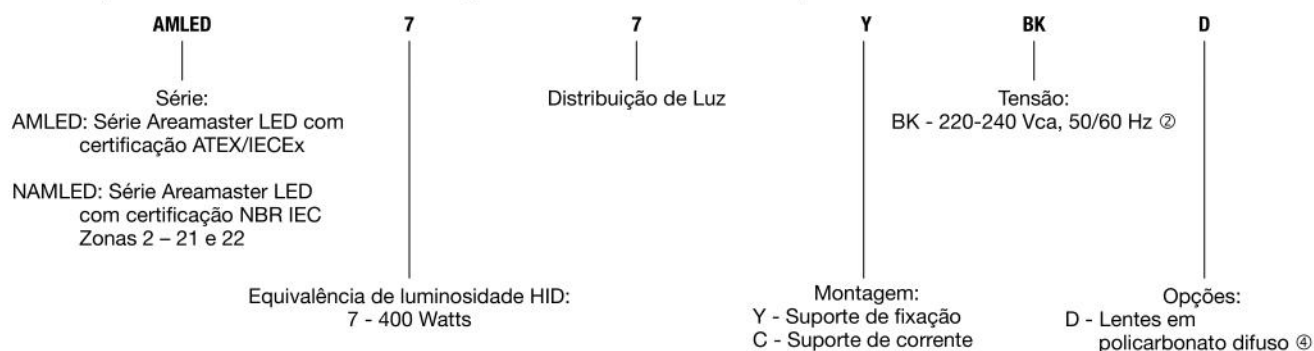 AMLED 7 7 Y BK D
Série:
AMLED: Série Areamaster LED com
certificação ATEX/IECEx
NAMLED: Série Areamaster LED
com certificação NBR IEC
Zonas 2 – 21 e 22
Equivalência de luminosidade HID:
7 - 400 Watts
Distribuição de Luz
Montagem:
Y - Suporte de fixação
C - Suporte de corrente
Tensão:
BK - 220-240 Vca, 50/60 Hz ②
Opções:
D - Lentes em
policarbonato difuso ④